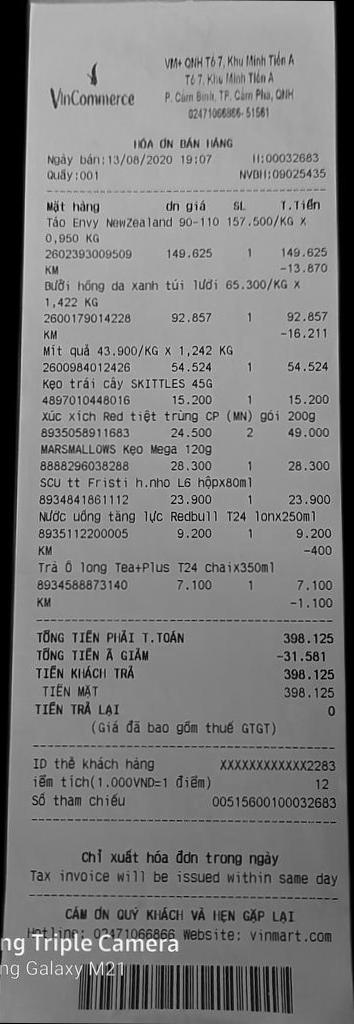 VinCommerce
VM+ QNH Tổ 7, Khu Minh Tiến A
Tổ 7, Khu Minh Tiến A
P. Cẩm Bình, TP. Cẩm Phả, QNH
02471066866- 51561
HÓA ƠN BÁN HÀNG
Ngày bán:13/08/2020 19:07 H:00032683
Quầy:001 NVBH:09025435
Mặt hàng ơn giá SL T.Tiền
Táo Envy NewZealand 90-110 157.500/KG X
0,950 KG
2602393009509 149.625 1 149.625
KM -13.870
Bưởi hồng da xanh túi lưới 65.300/KG X
1,422 KG
2600179014228 92.857 1 92.857
KM -16.211
Mít quả 43.900/KG X 1,242 KG
2600984012426 54.524 1 54.524
Kẹo trái cây SKITTLES 45G
4897010448016 15.200 1 15.200
Xúc xích Red tiệt trùng CP (MN) gói 200g
8935058911683 24.500 2 49.000
MARSMALLOWS Kẹo Mega 120g
8888296038288 28.300 1 28.300
SCU tt Fristi h.nho L6 hộpx80ml
8934841861112 23.900 1 23.900
Nước uống tăng lực Redbull T24 lonx250ml
8935112200005 9.200 1 9.200
KM -400
Trà Ô long Tea+Plus T24 chaix350ml
8934588873140 7.100 1 7.100
KM -1.100
TỔNG TIỀN PHẢI T.TOÁN 398.125
TỔNG TIỀN Ã GIẢM -31.581
TIỀN KHÁCH TRẢ 398.125
TIỀN MẶT 398.125
TIỀN TRẢ LẠI 0
(Giá đã bao gồm thuế GTGT)
ID thẻ khách hàng XXXXXXXXXXXX2283
iểm tích(1.000VND=1 điểm) 12
Số tham chiếu 00515600100032683
Chỉ xuất hóa đơn trong ngày
Tax invoice will be issued within same day
CẢM ƠN QUÝ KHÁCH VÀ HẸN GẶP LẠI
Hotline: 02471066866 Website: vinmart.com
ng Triple Camera
ng Galaxy M21